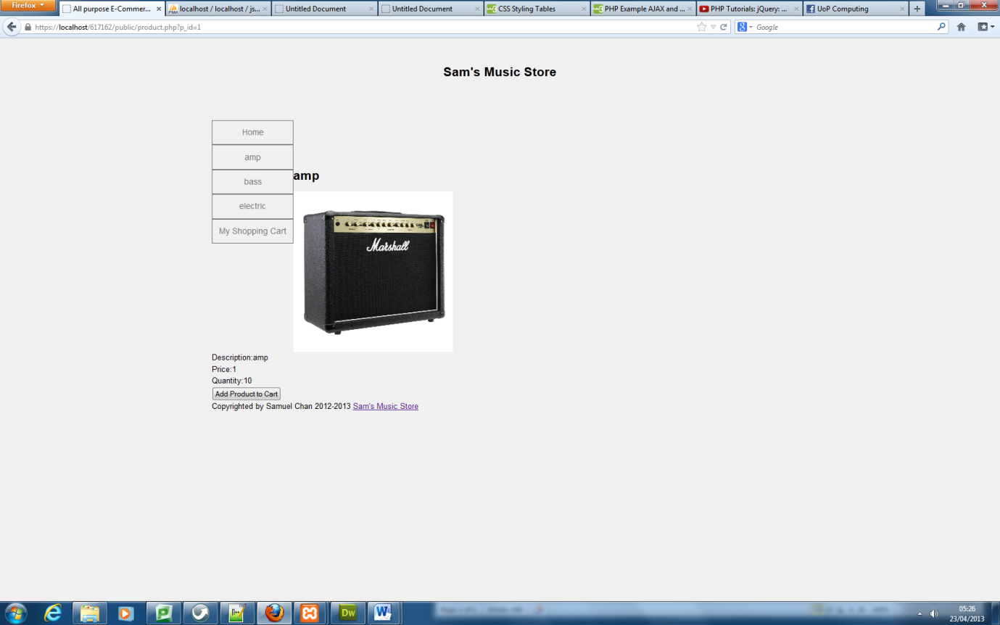 Firefox
All purpose E-Commer...
localhost / localhost / js...
Untitled Document
Untitled Document
CSS Styling Tables
PHP Example AJAX and ...
PHP Tutorials: jQuery: ...
UoP Computing
https://localhost/617162/public/product.php?p_id=1
Google
Sam's Music Store
Home
amp
bass
electric
My Shopping Cart
amp
Marshall
Description:amp
Price:1
Quantity:10
Add Product to Cart
Copyrighted by Samuel Chan 2012-2013 Sam's Music Store
Dw
W
05:26
23/04/2013